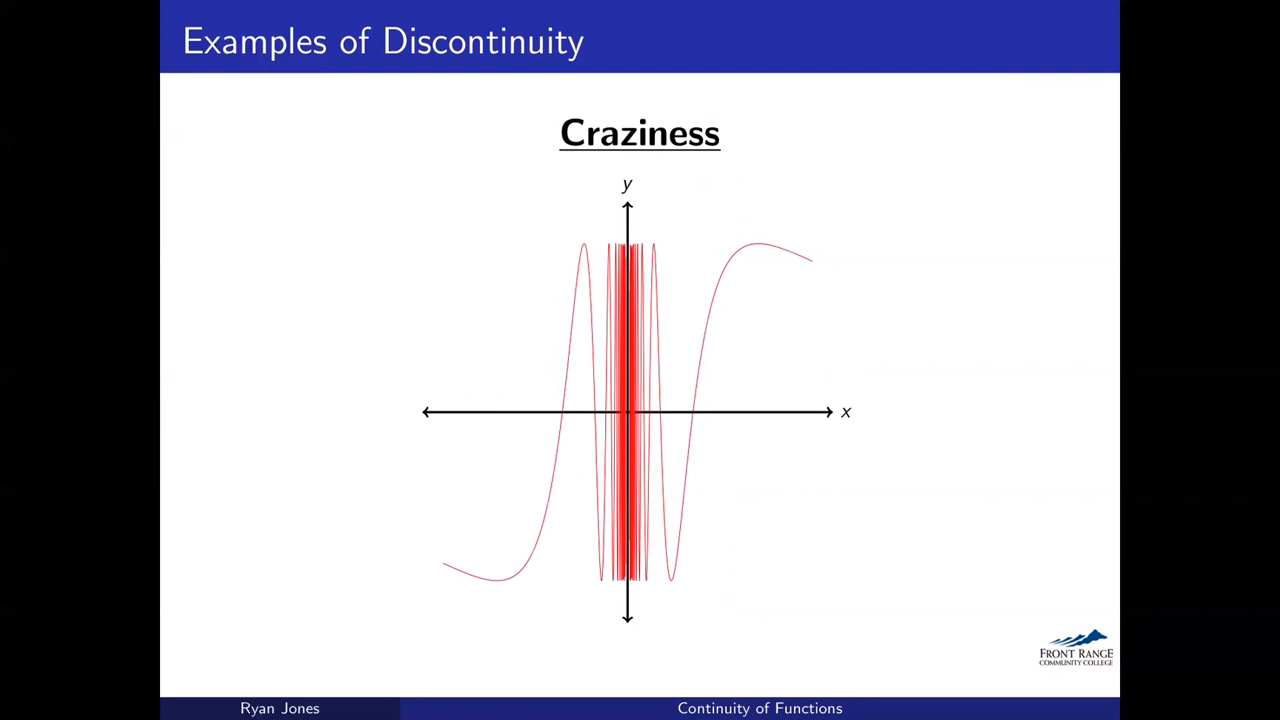 Examples of Discontinuity
Craziness
y
x
FRONT RANGE
COMMUNITY COLLEGE
Ryan Jones
Continuity of Functions